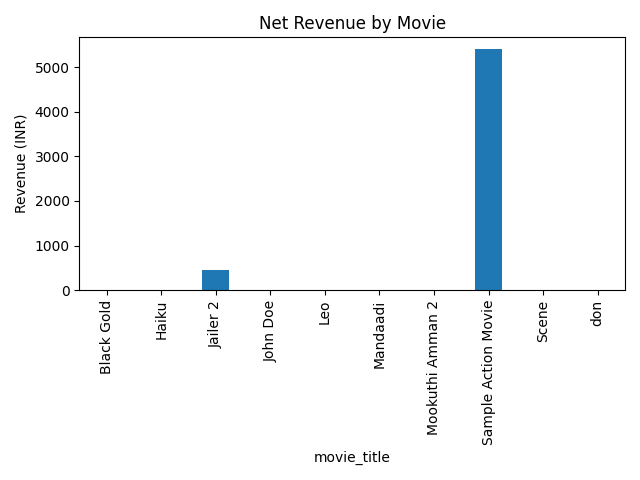 Net Revenue by Movie
Revenue (INR)
5000
4000
3000
2000
1000
0
Black Gold
Haiku
Jailer 2
John Doe
Leo
Mandaadi
Mookuthi Amman 2
Sample Action Movie
Scene
don
movie_title